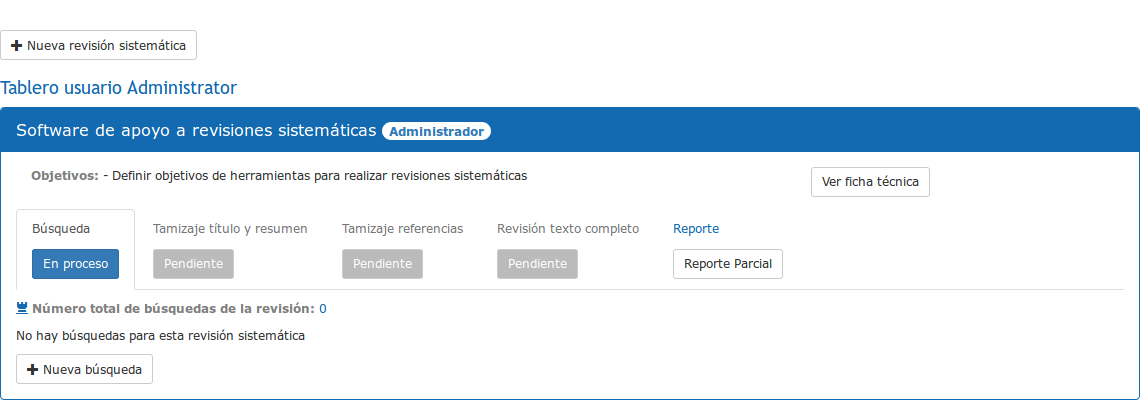 Nueva revisión sistemática
Tablero usuario Administrator
Software de apoyo a revisiones sistemáticas Administrador
Objetivos: - Definir objetivos de herramientas para realizar revisiones sistemáticas
Ver ficha técnica
Búsqueda Tamizaje título y resumen Tamizaje referencias Revisión texto completo Reporte
En proceso Pendiente Pendiente Pendiente Reporte Parcial
Número total de búsquedas de la revisión: 0
No hay búsquedas para esta revisión sistemática
Nueva búsqueda